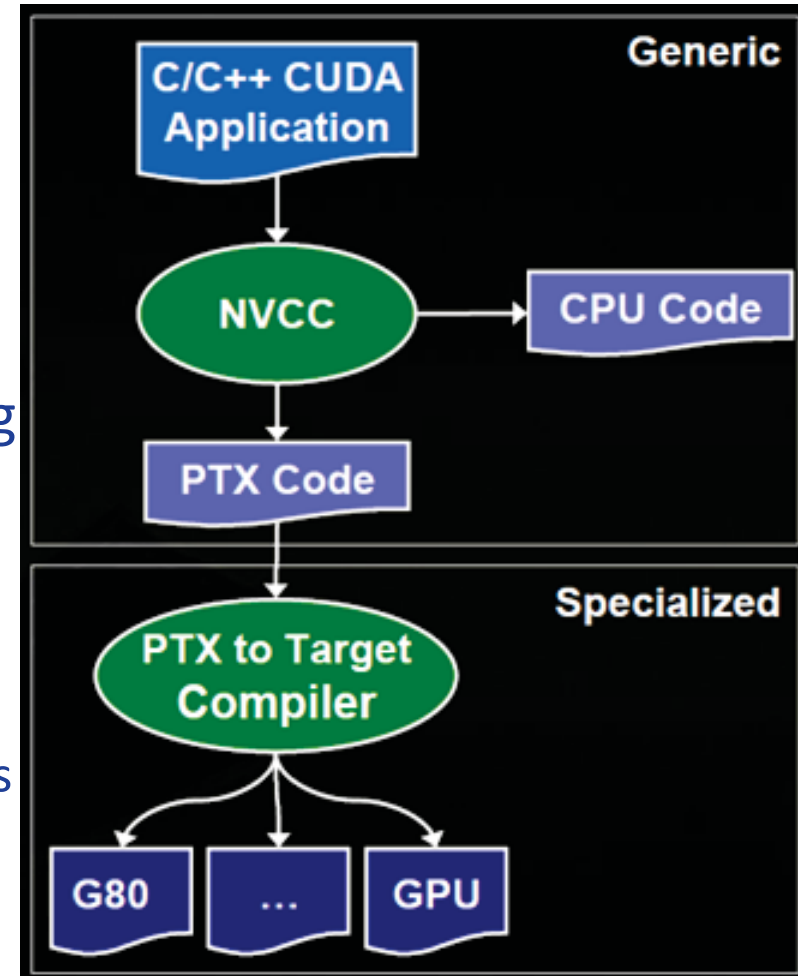 Generic
C/C++ CUDA
Application
NVCC
CPU Code
g
PTX Code
Specialized
PTX to Target
Compiler
s
G80
...
GPU